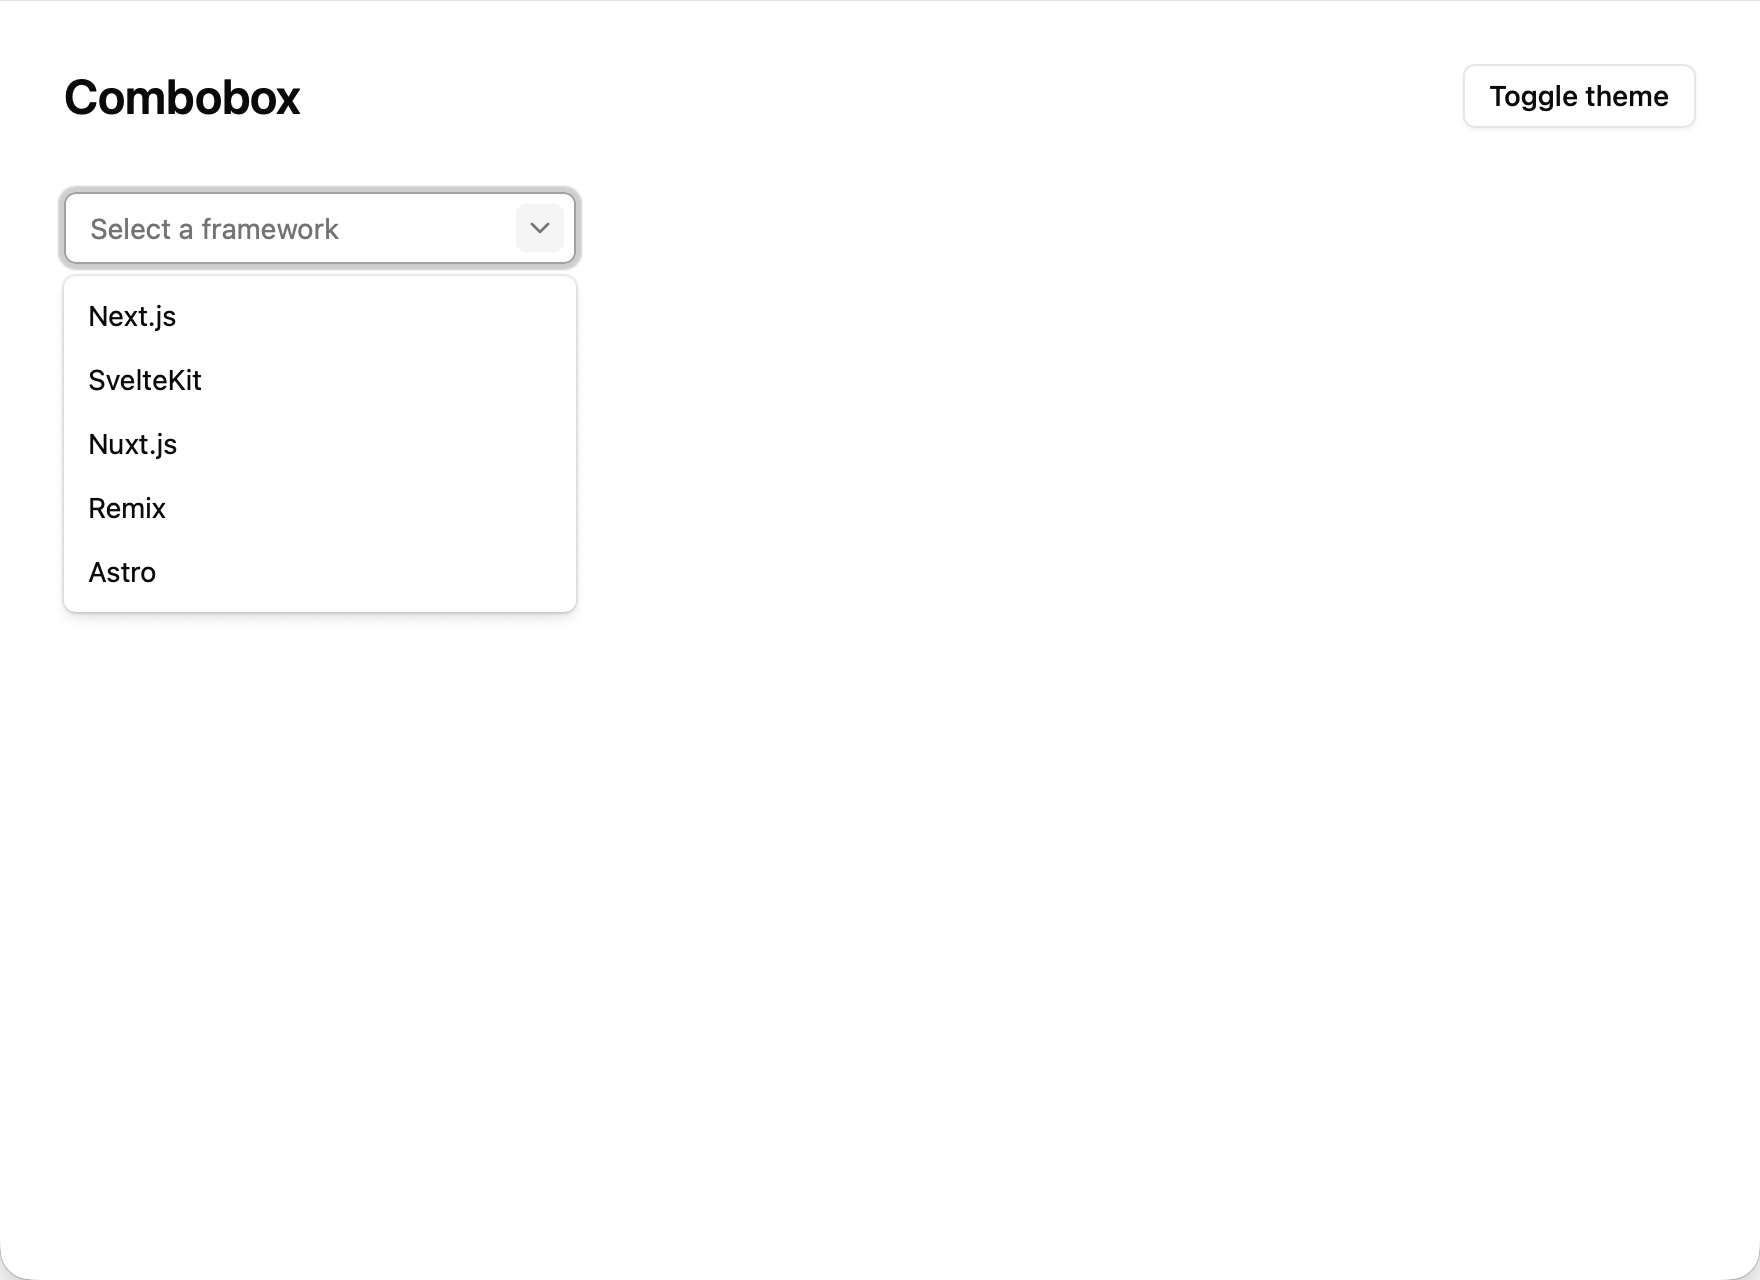 Combobox
Toggle theme
Select a framework
Next.js
SvelteKit
Nuxt.js
Remix
Astro